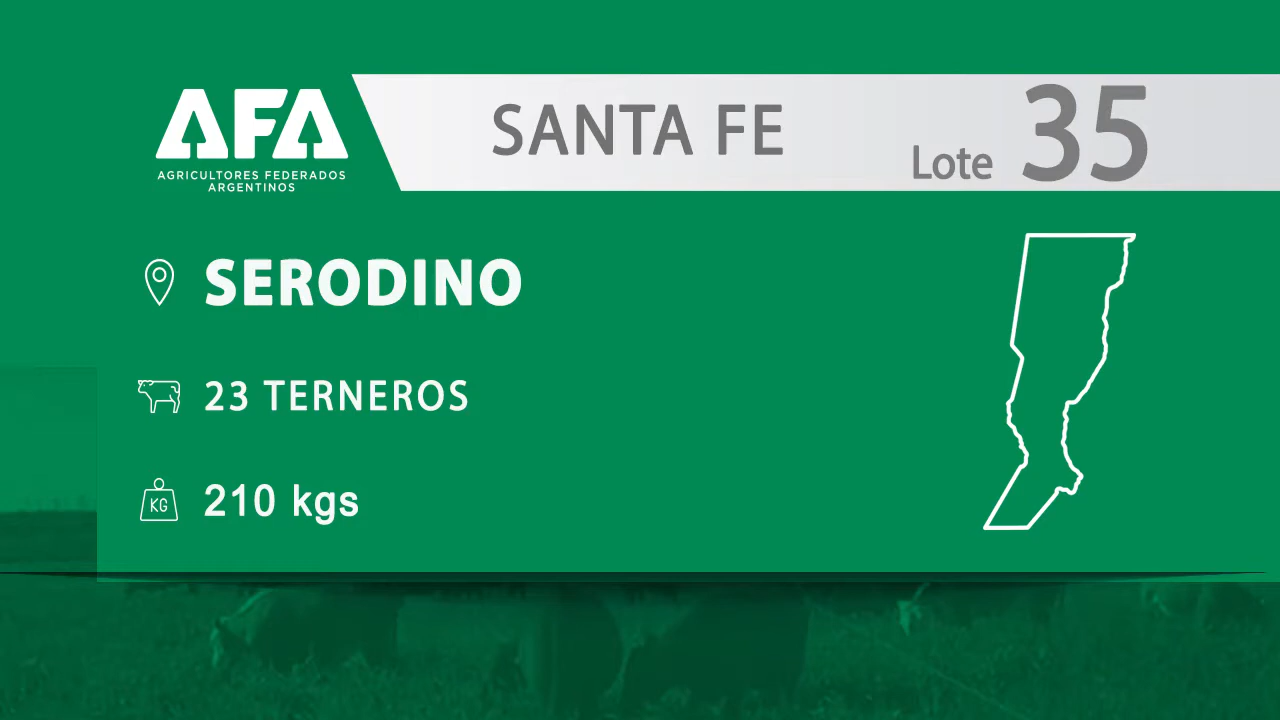 AFA
AGRICULTORES FEDERADOS
ARGENTINOS
SANTA FE
Lote 35
SERODINO
23 TERNEROS
KG
210 kgs